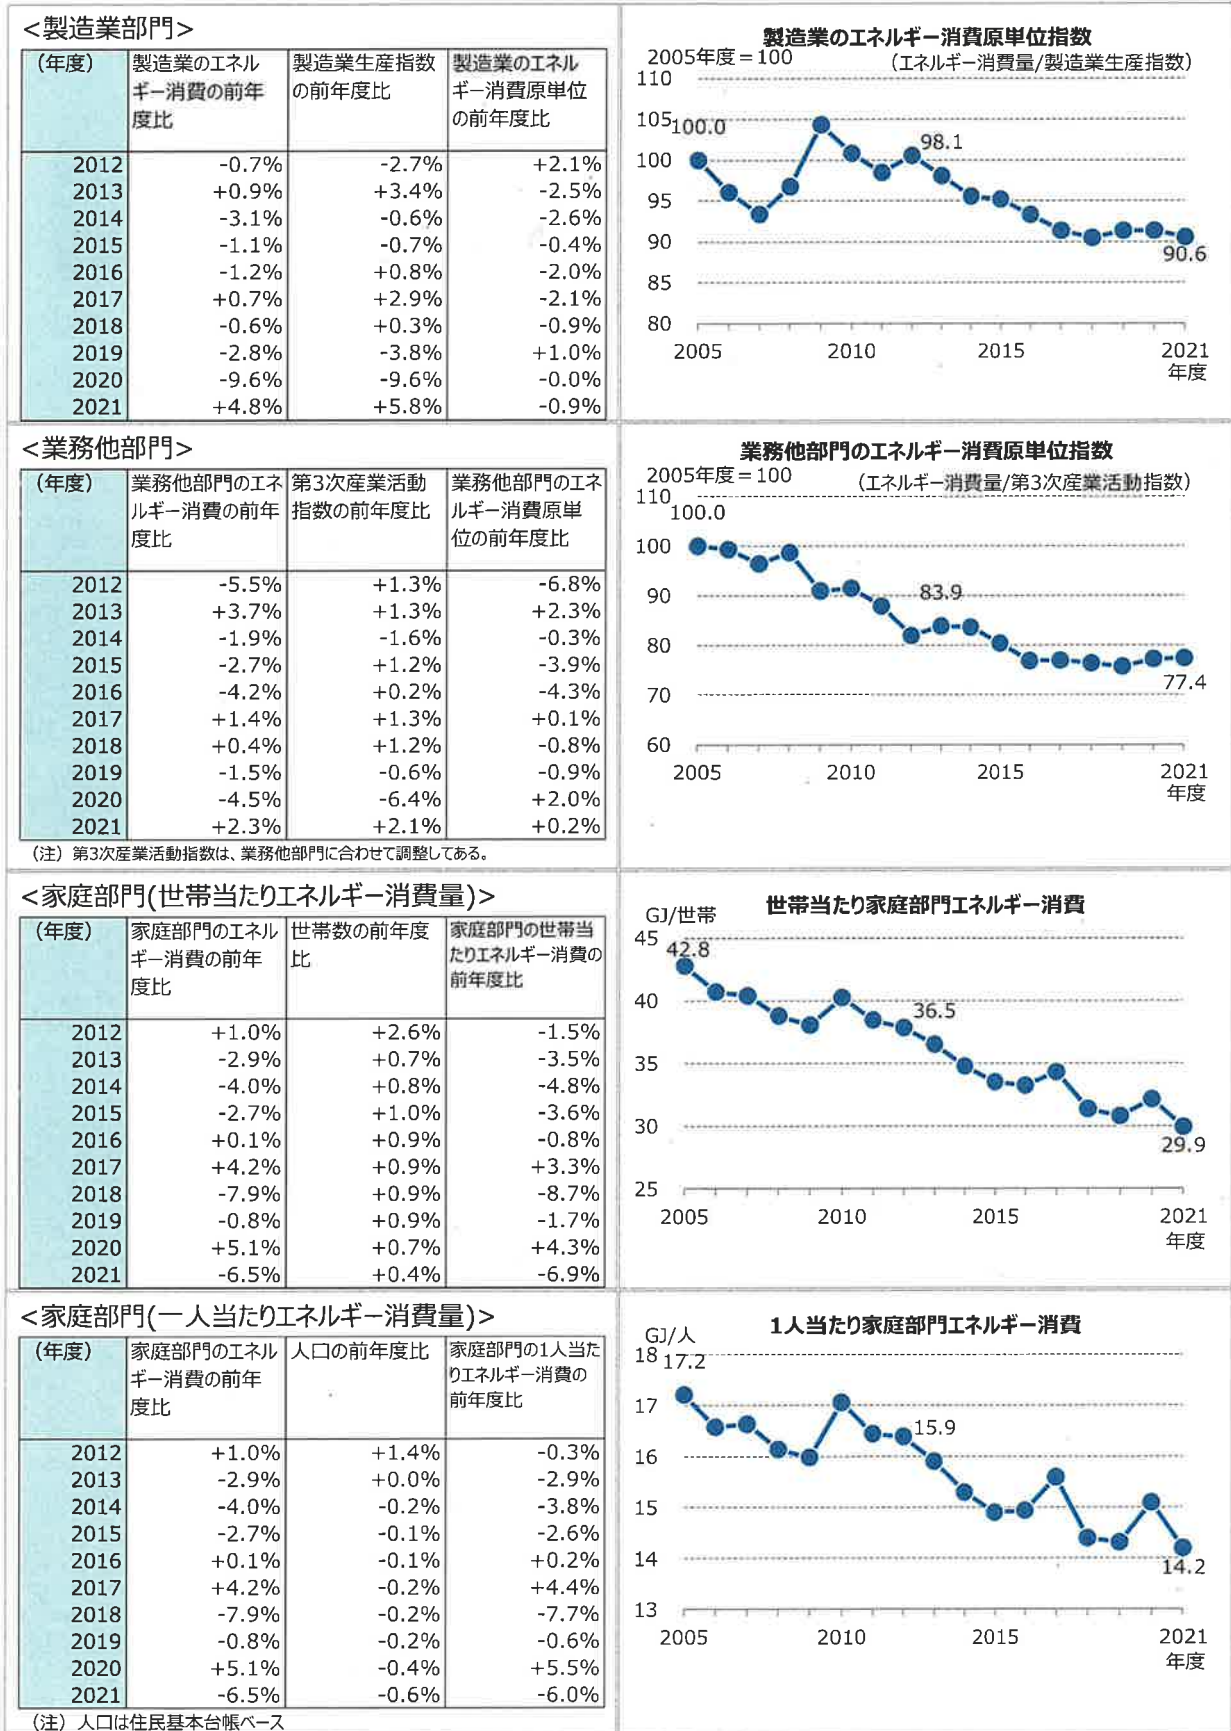 <製造業部門>
(年度) 製造業のエネルギー消費の前年度比 製造業生産指数の前年度比 製造業のエネルギー消費原単位の前年度比
2012 -0.7% -2.7% +2.1%
2013 +0.9% +3.4% -2.5%
2014 -3.1% -0.6% -2.6%
2015 -1.1% -0.7% -0.4%
2016 -1.2% +0.8% -2.0%
2017 +0.7% +2.9% -2.1%
2018 -0.6% +0.3% -0.9%
2019 -2.8% -3.8% +1.0%
2020 -9.6% -9.6% -0.0%
2021 +4.8% +5.8% -0.9%
製造業のエネルギー消費原単位指数
2005年度=100 (エネルギー消費量/製造業生産指数)
110
105
100
95
90
85
80
100.0
98.1
90.6
2005 2010 2015 2021
年度
<業務他部門>
(年度) 業務他部門のエネルギー消費の前年度比 第3次産業活動指数の前年度比 業務他部門のエネルギー消費原単位の前年度比
2012 -5.5% +1.3% -6.8%
2013 +3.7% +1.3% +2.3%
2014 -1.9% -1.6% -0.3%
2015 -2.7% +1.2% -3.9%
2016 -4.2% +0.2% -4.3%
2017 +1.4% +1.3% +0.1%
2018 +0.4% +1.2% -0.8%
2019 -1.5% -0.6% -0.9%
2020 -4.5% -6.4% +2.0%
2021 +2.3% +2.1% +0.2%
(注) 第3次産業活動指数は、業務他部門に合わせて調整してある。
業務他部門のエネルギー消費原単位指数
2005年度=100 (エネルギー消費量/第3次産業活動指数)
110
100
90
80
70
60
100.0
83.9
77.4
2005 2010 2015 2021
年度
<家庭部門(世帯当たりエネルギー消費量)>
(年度) 家庭部門のエネルギー消費の前年度比 世帯数の前年度比 家庭部門の世帯当たりエネルギー消費の前年度比
2012 +1.0% +2.6% -1.5%
2013 -2.9% +0.7% -3.5%
2014 -4.0% +0.8% -4.8%
2015 -2.7% +1.0% -3.6%
2016 +0.1% +0.9% -0.8%
2017 +4.2% +0.9% +3.3%
2018 -7.9% +0.9% -8.7%
2019 -0.8% +0.9% -1.7%
2020 +5.1% +0.7% +4.3%
2021 -6.5% +0.4% -6.9%
世帯当たり家庭部門エネルギー消費
GJ/世帯
45
40
35
30
25
42.8
36.5
29.9
2005 2010 2015 2021
年度
<家庭部門(一人当たりエネルギー消費量)>
(年度) 家庭部門のエネルギー消費の前年度比 人口の前年度比 家庭部門の1人当たりエネルギー消費の前年度比
2012 +1.0% +1.4% -0.3%
2013 -2.9% +0.0% -2.9%
2014 -4.0% -0.2% -3.8%
2015 -2.7% -0.1% -2.6%
2016 +0.1% -0.1% +0.2%
2017 +4.2% -0.2% +4.4%
2018 -7.9% -0.2% -7.7%
2019 -0.8% -0.2% -0.6%
2020 +5.1% -0.4% +5.5%
2021 -6.5% -0.6% -6.0%
(注) 人口は住民基本台帳ベース
1人当たり家庭部門エネルギー消費
GJ/人
18
17
16
15
14
13
17.2
15.9
14.2
2005 2010 2015 2021
年度